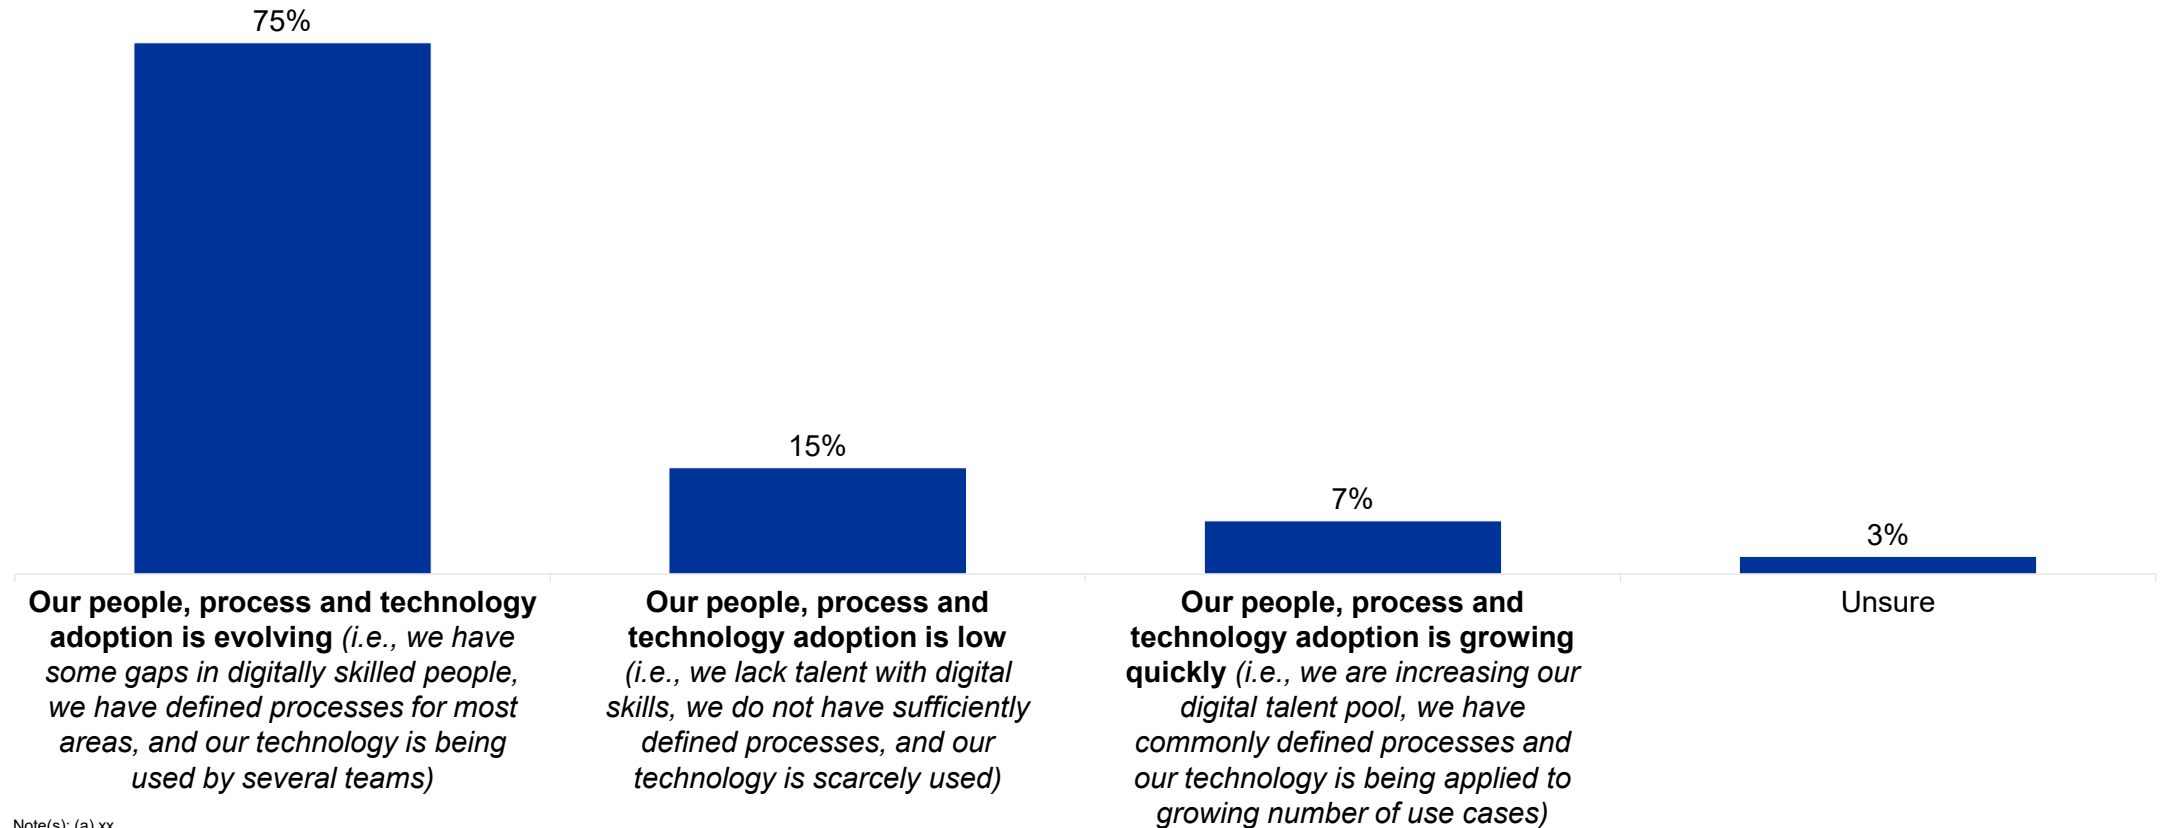 75%
15%
7%
3%
Our people, process and technology
adoption is evolving (i.e., we have
some gaps in digitally skilled people,
we have defined processes for most
areas, and our technology is being
used by several teams)
Our people, process and
technology adoption is low
(i.e., we lack talent with digital
skills, we do not have sufficiently
defined processes, and our
technology is scarcely used)
Our people, process and
technology adoption is growing
quickly (i.e., we are increasing our
digital talent pool, we have
commonly defined processes and
our technology is being applied to
growing number of use cases)
Unsure
Note(s): (a) xx